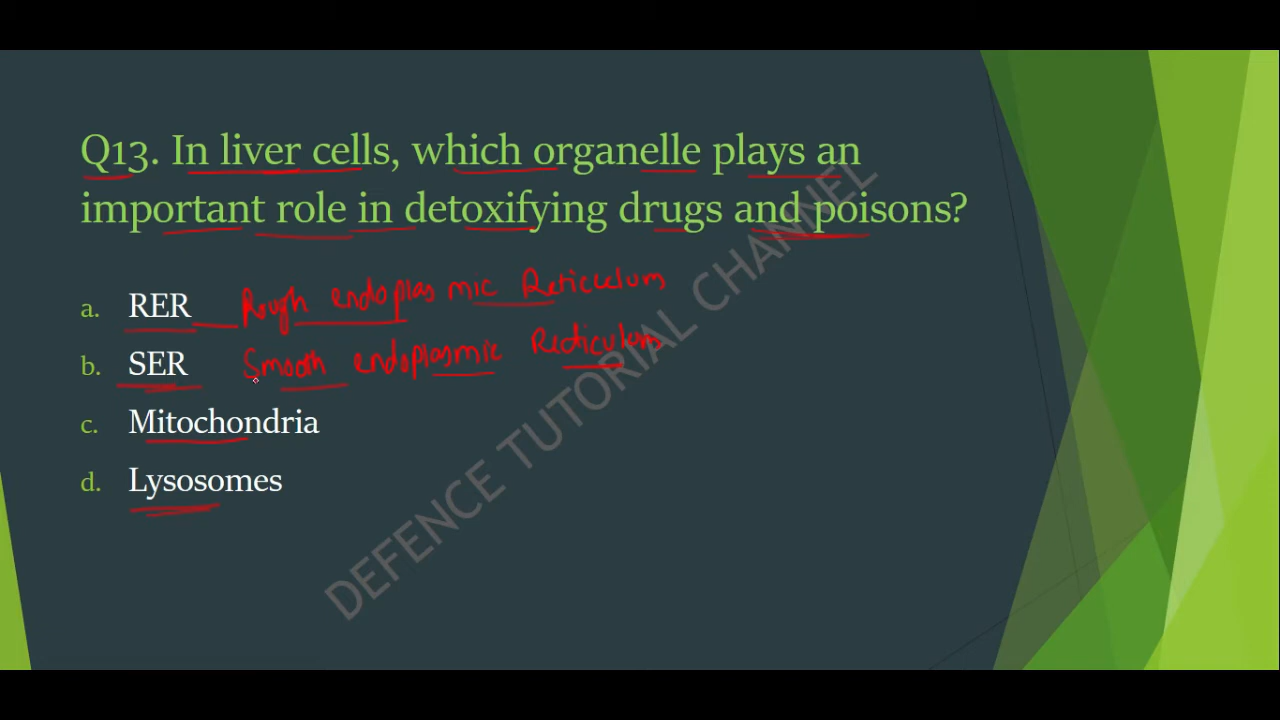 Q13. In liver cells, which organelle plays an
important role in detoxifying drugs and poisons?
a. RER Rough endoplasmic Reticulum
b. SER Smooth endoplasmic Reticulum
c. Mitochondria
d. Lysosomes
DEFENCE TUTORIAL CHANNEL